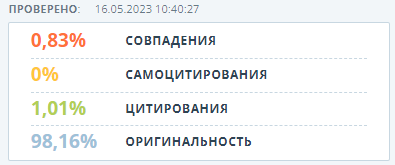 ПРОВЕРЕНО: 16.05.2023 10:40:27
0,83% СОВПАДЕНИЯ
0% САМОЦИТИРОВАНИЯ
1,01% ЦИТИРОВАНИЯ
98,16% ОРИГИНАЛЬНОСТЬ